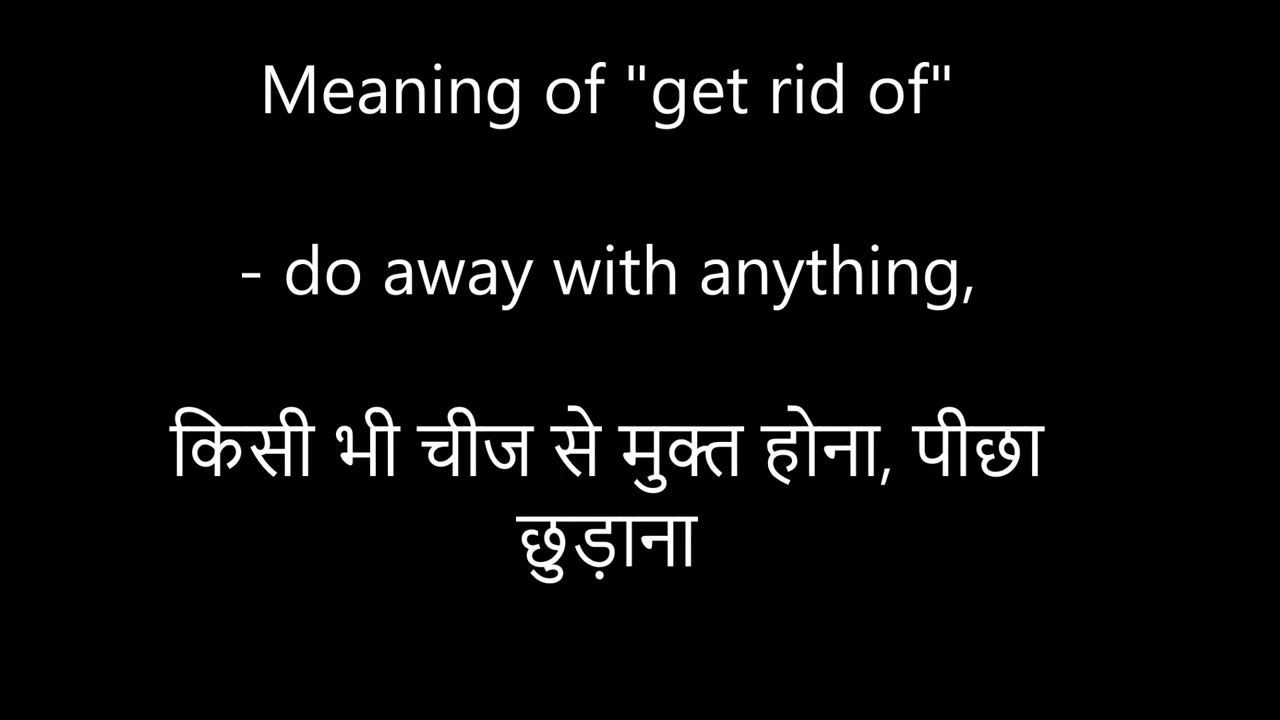 Meaning of "get rid of"
- do away with anything,
किसी भी चीज से मुक्त होना, पीछा
छुड़ाना